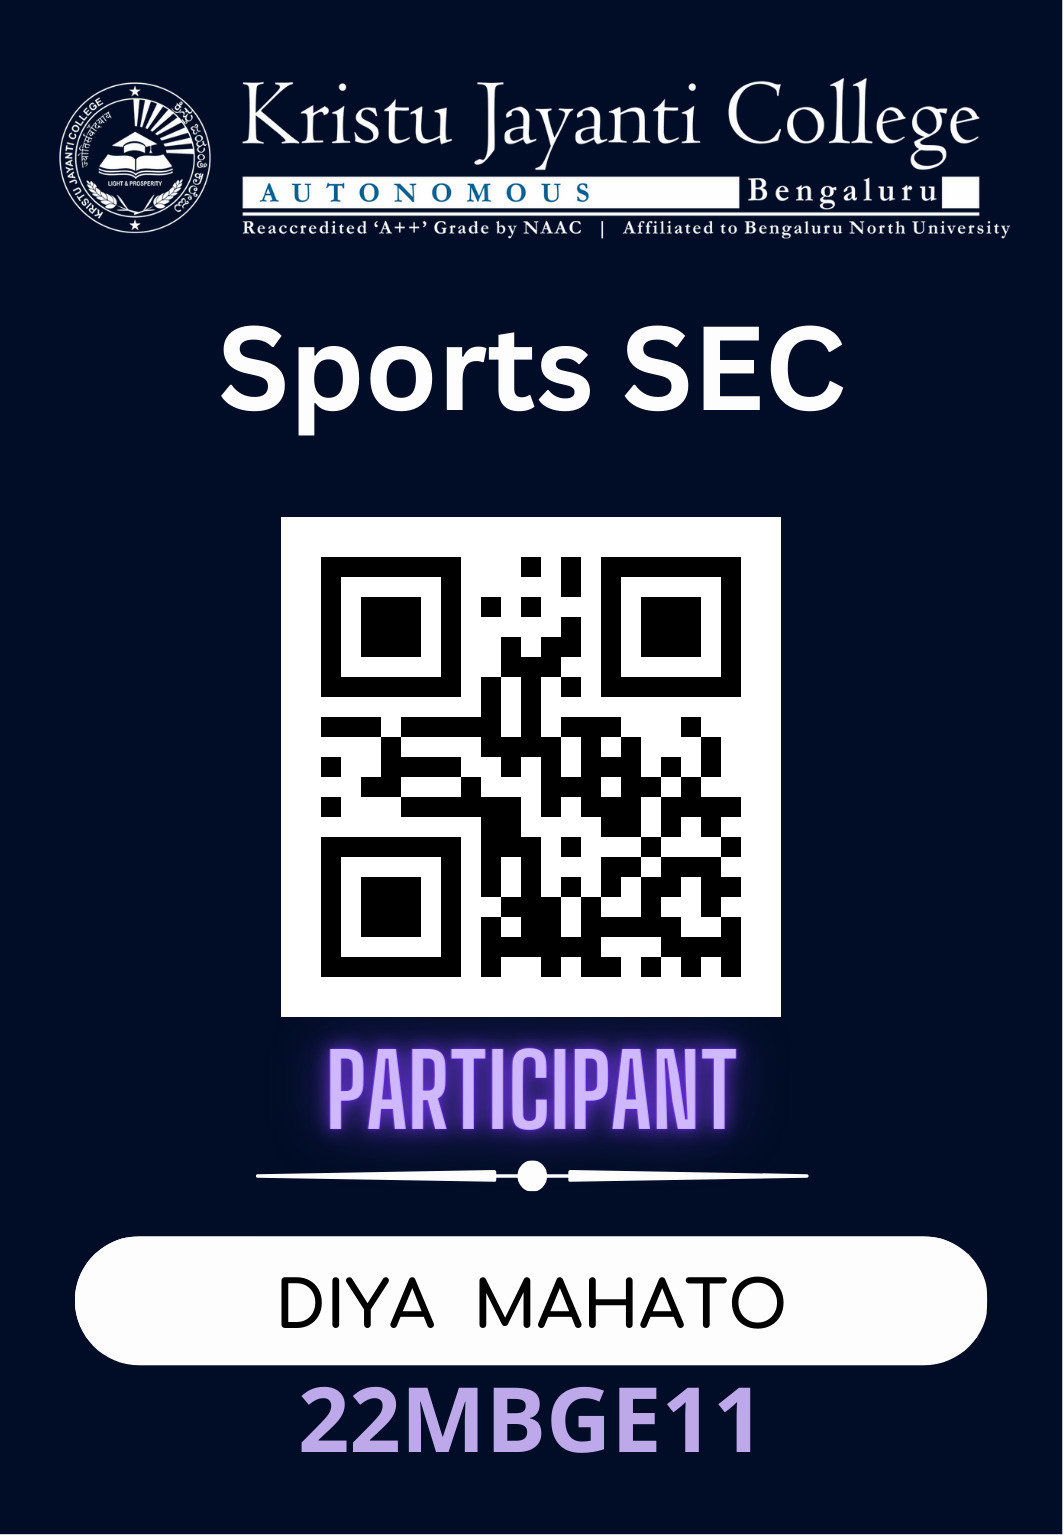 KRISTU JAYANTI COLLEGE
LIGHT & PROSPERITY
Kristu Jayanti College
AUTONOMOUS Bengaluru
Reaccredited ‘A++’ Grade by NAAC | Affiliated to Bengaluru North University
Sports SEC
PARTICIPANT
DIYA MAHATO
22MBGE11